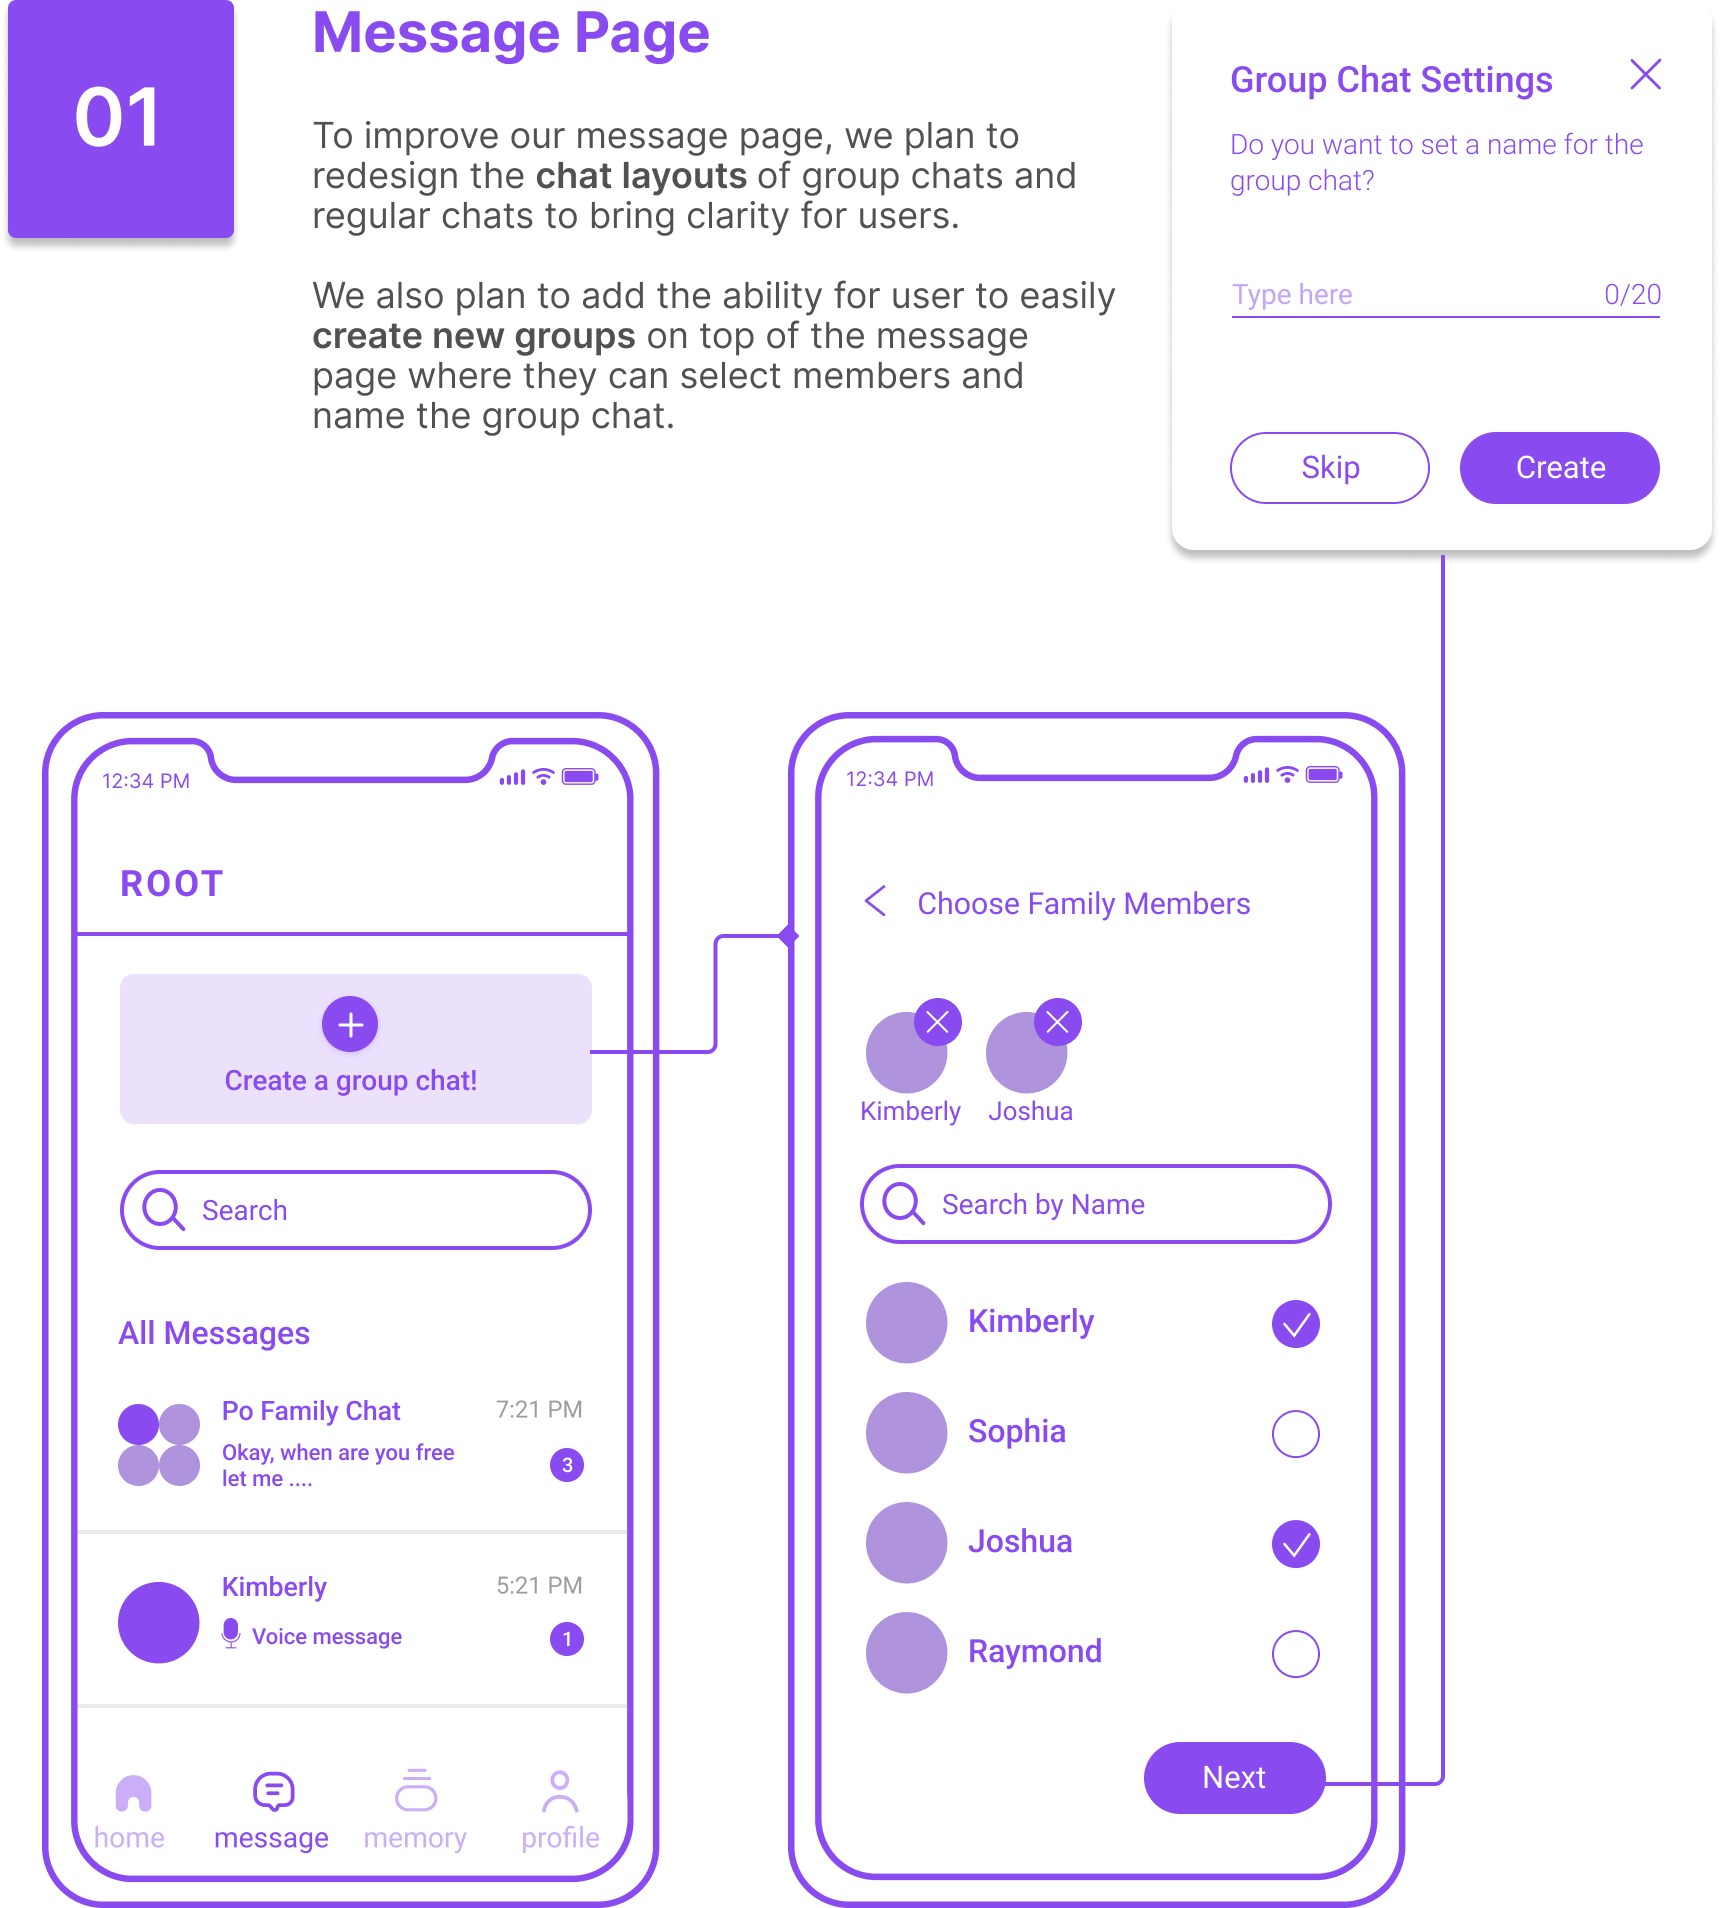 01
Message Page
To improve our message page, we plan to
redesign the chat layouts of group chats and
regular chats to bring clarity for users.
We also plan to add the ability for user to easily
create new groups on top of the message
page where they can select members and
name the group chat.
Group Chat Settings
Do you want to set a name for the
group chat?
Type here 0/20
Skip Create
12:34 PM
ROOT
Create a group chat!
Search
All Messages
Po Family Chat 7:21 PM
Okay, when are you free
let me ....
3
Kimberly 5:21 PM
Voice message 1
home message memory profile
12:34 PM
Choose Family Members
Kimberly Joshua
Search by Name
Kimberly
Sophia
Joshua
Raymond
Next